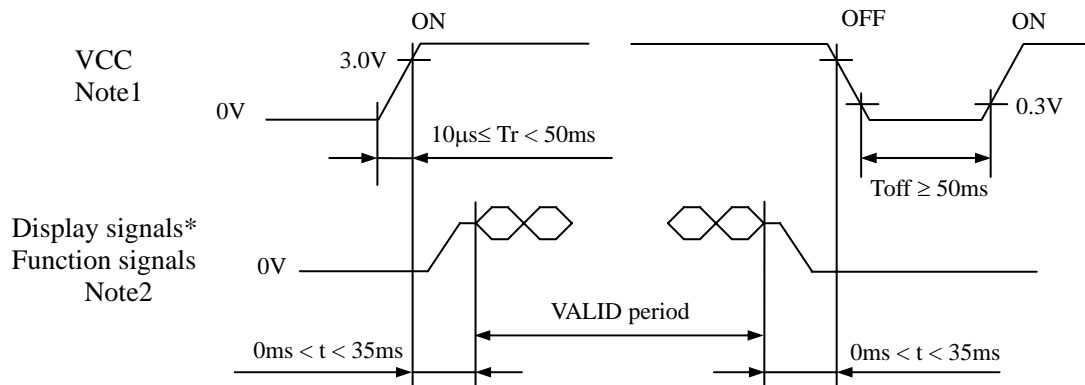 ON
OFF
ON
VCC
Note1
3.0V
0V
0.3V
10μs≤ Tr < 50ms
Toff ≥ 50ms
Display signals*
Function signals
Note2
0V
VALID period
0ms < t < 35ms
0ms < t < 35ms